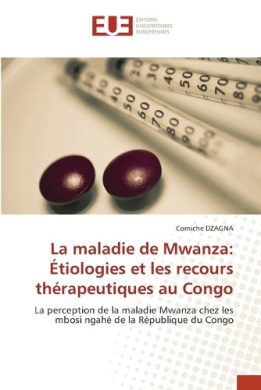 EUE
ÉDITIONS
UNIVERSITAIRES
EUROPÉENNES
Corniche DZAGNA
La maladie de Mwanza:
Étiologies et les recours
thérapeutiques au Congo
La perception de la maladie Mwanza chez les
mbosi ngahé de la République du Congo